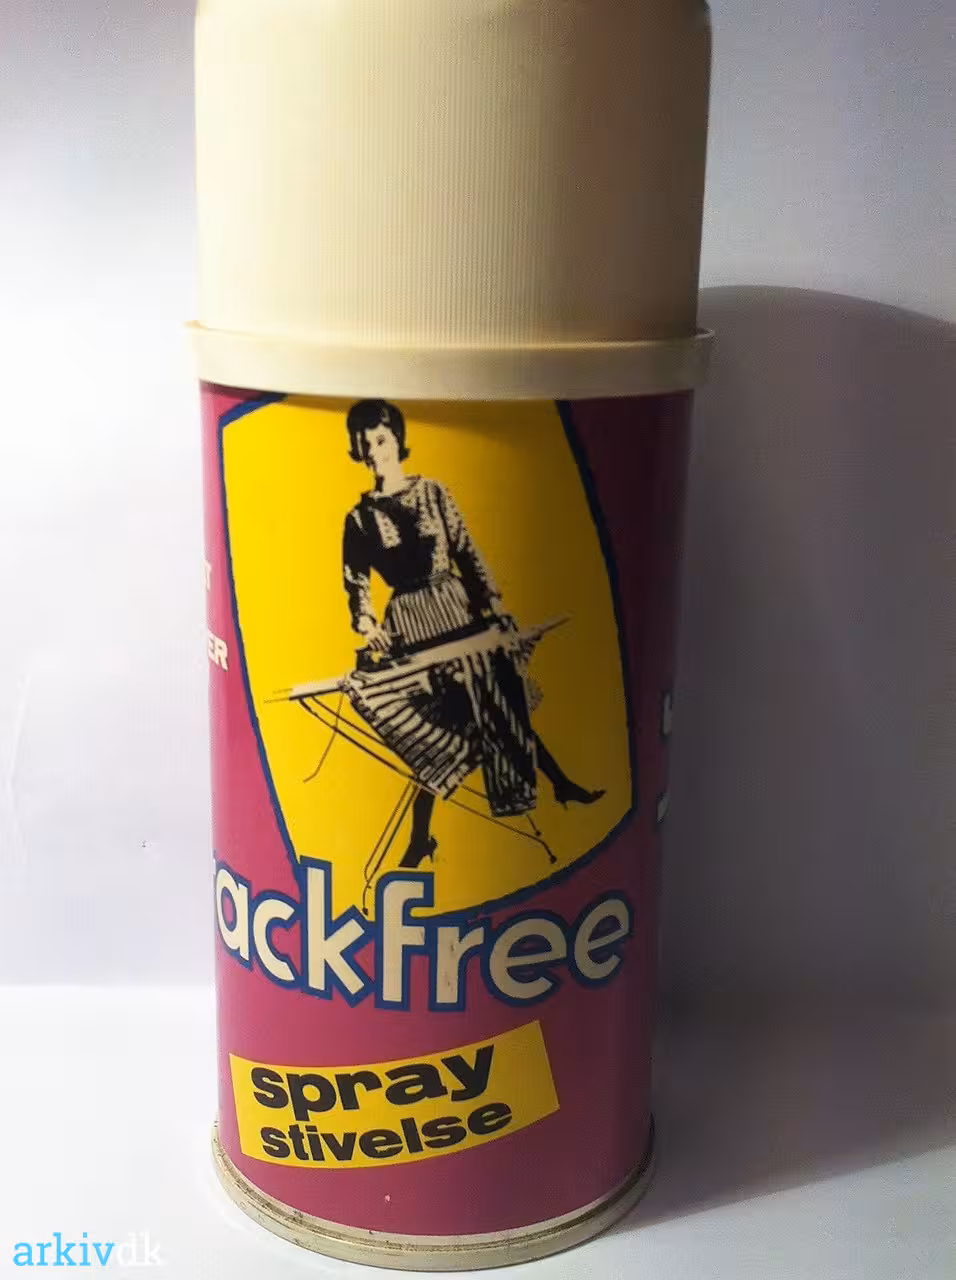 ackfree
spray
stivelse
arkivdk